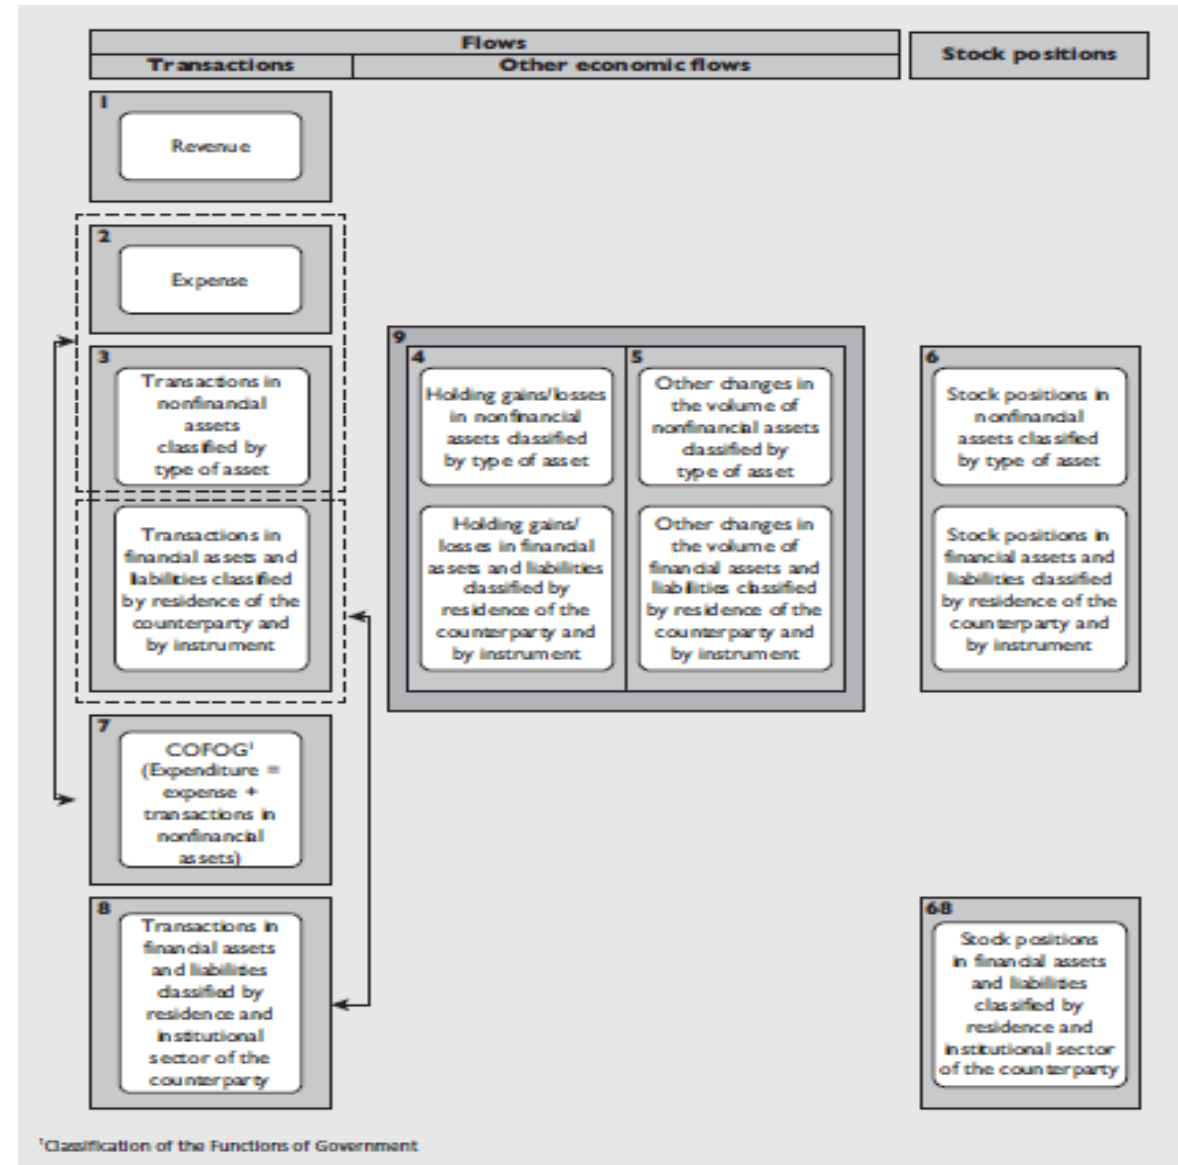 Flows
Transactions
Other economic flows
Stock positions
1
Revenue
2
Expense
3
Transactions in
nonfinancial
assets
classified by
type of asset
Transactions in
financial assets and
liabilities classified
by residence of the
counterparty and
by instrument
9
4
Holding gains/losses
in nonfinancial
assets classified
by type of asset
Holding gains/
losses in financial
assets and liabilities
classified by
residence of the
counterparty and
by instrument
5
Other changes in
the volume of
nonfinancial assets
classified by
type of asset
Other changes in
the volume of
financial assets and
liabilities classified
by residence of the
counterparty and
by instrument
6
Stock positions in
nonfinancial
assets classified
by type of asset
Stock positions in
financial assets and
liabilities classified
by residence of the
counterparty and
by instrument
7
COFOG¹
(Expenditure =
expense +
transactions in
nonfinancial
assets)
8
Transactions in
financial assets
and liabilities
classified by
residence and
institutional
sector of the
counterparty
68
Stock positions
in financial assets
and liabilities
classified by
residence and
institutional sector
of the counterparty
¹Classification of the Functions of Government